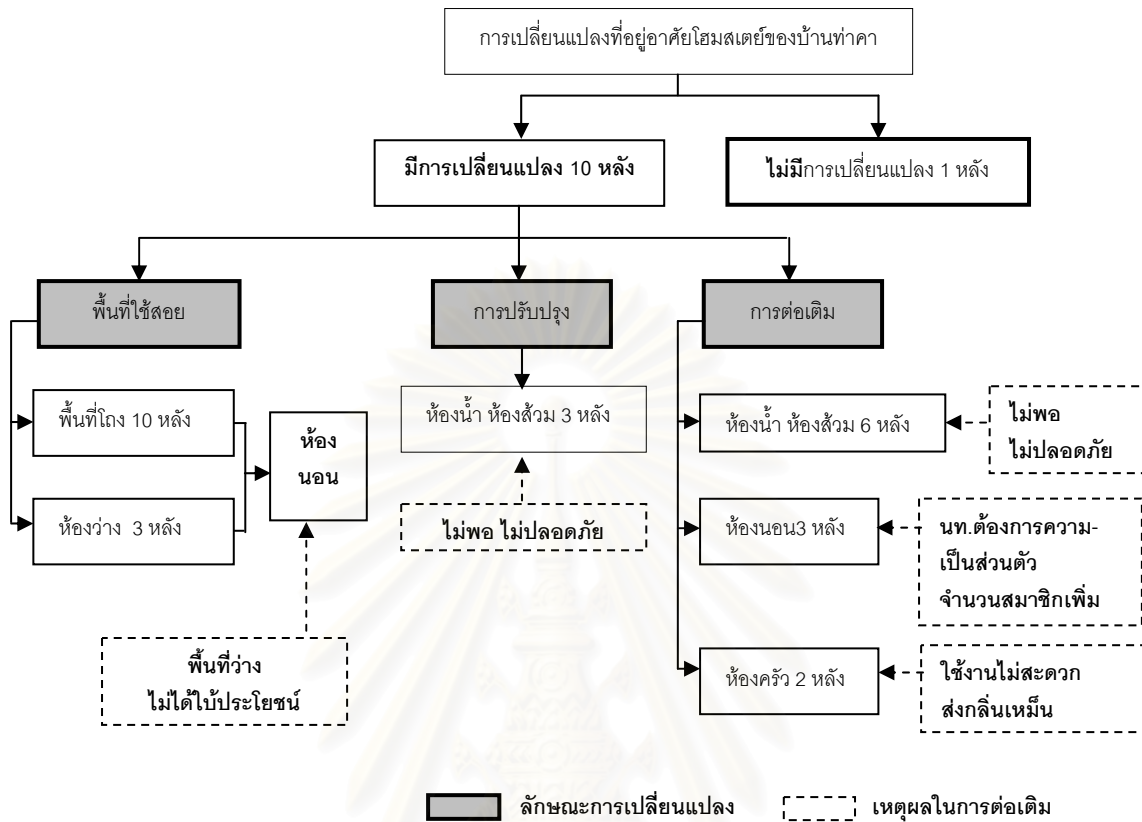 การเปลี่ยนแปลงที่อยู่อาศัยโฮมสเตย์ของบ้านท่าคา
มีการเปลี่ยนแปลง 10 หลัง
ไม่มีการเปลี่ยนแปลง 1 หลัง
พื้นที่ใช้สอย
การปรับปรุง
การต่อเติม
พื้นที่โถง 10 หลัง
ห้องว่าง 3 หลัง
ห้อง
นอน
พื้นที่ว่าง
ไม่ได้ใบ้ประโยชน์
ห้องน้ำ ห้องส้วม 3 หลัง
ไม่พอ ไม่ปลอดภัย
ห้องน้ำ ห้องส้วม 6 หลัง
ไม่พอ
ไม่ปลอดภัย
ห้องนอน3 หลัง
นท.ต้องการความ-
เป็นส่วนตัว
จำนวนสมาชิกเพิ่ม
ห้องครัว 2 หลัง
ใช้งานไม่สะดวก
ส่งกลิ่นเหม็น
ลักษณะการเปลี่ยนแปลง
เหตุผลในการต่อเติม